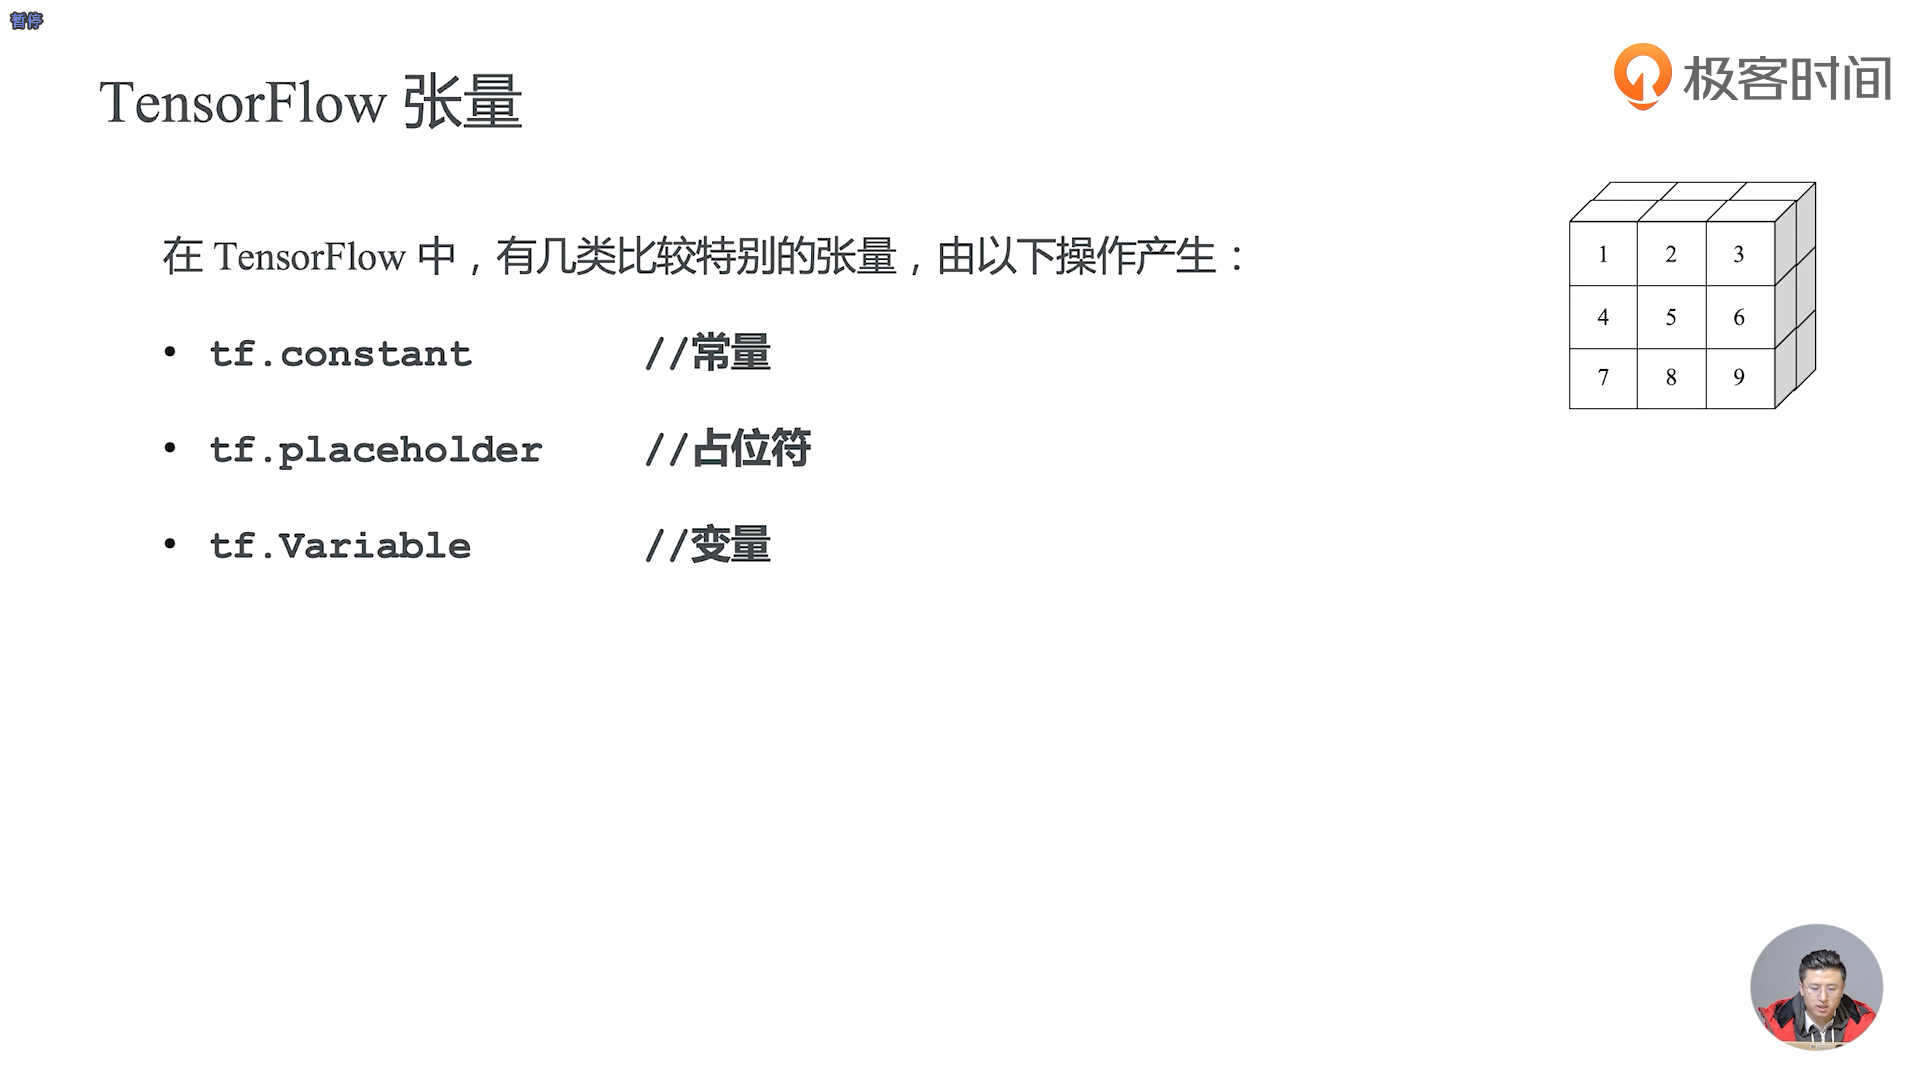 暂停
TensorFlow 张量
极客时间
在 TensorFlow 中，有几类比较特别的张量，由以下操作产生：
• tf.constant //常量
• tf.placeholder //占位符
• tf.Variable //变量
1 2 3
4 5 6
7 8 9